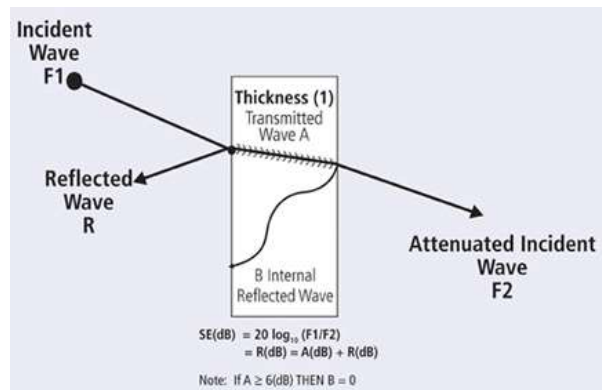 Incident
Wave
F1
Thickness (1)
Transmitted
Wave A
Reflected
Wave
R
Attenuated Incident
Wave
F2
B Internal
Reflected Wave
SE(dB) = 20 log₁₀ (F1/F2)
= R(dB) = A(dB) + R(dB)
Note: If A ≥ 6(dB) THEN B = 0